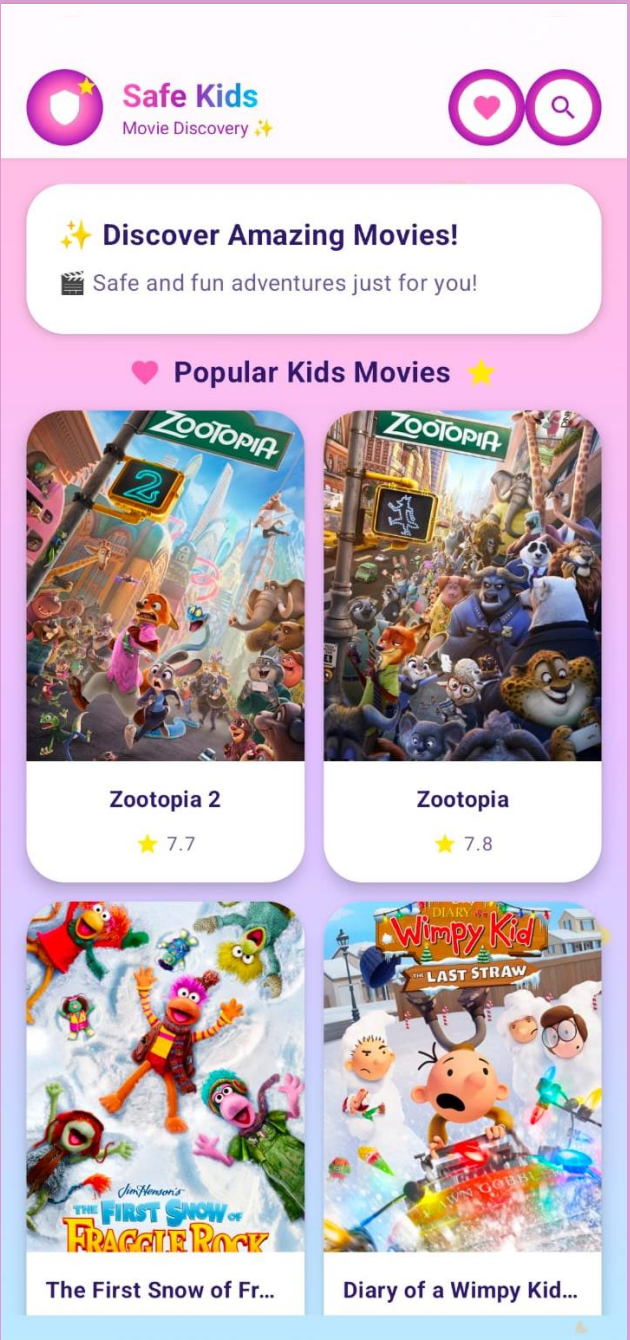 Safe Kids
Movie Discovery ✨
✨ Discover Amazing Movies!
🎬 Safe and fun adventures just for you!
Popular Kids Movies
ZOOTOPIA
2
ZOOTOPIA
Zootopia 2
7.7
Zootopia
7.8
Jim Henson's
THE FIRST SNOW OF
FRAGGLE ROCK
DIARY OF A
Wimpy Kid
THE LAST STRAW
The First Snow of Fr...
Diary of a Wimpy Kid...